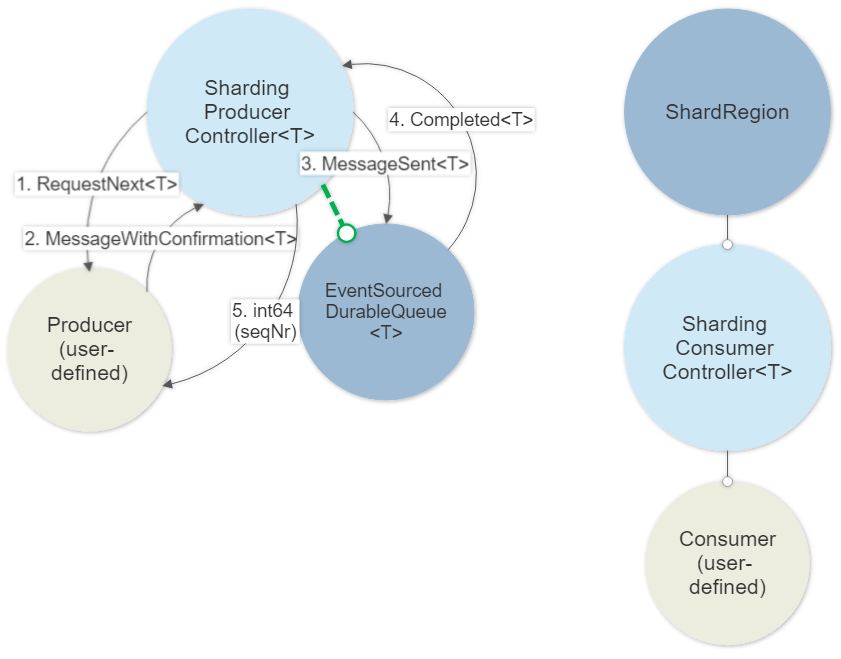 Sharding
Producer
Controller<T>
4. Completed<T>
3. MessageSent<T>
1. RequestNext<T>
2. MessageWithConfirmation<T>
5. int64
(seqNr)
EventSourced
DurableQueue
<T>
Producer
(user-
defined)
ShardRegion
Sharding
Consumer
Controller<T>
Consumer
(user-
defined)